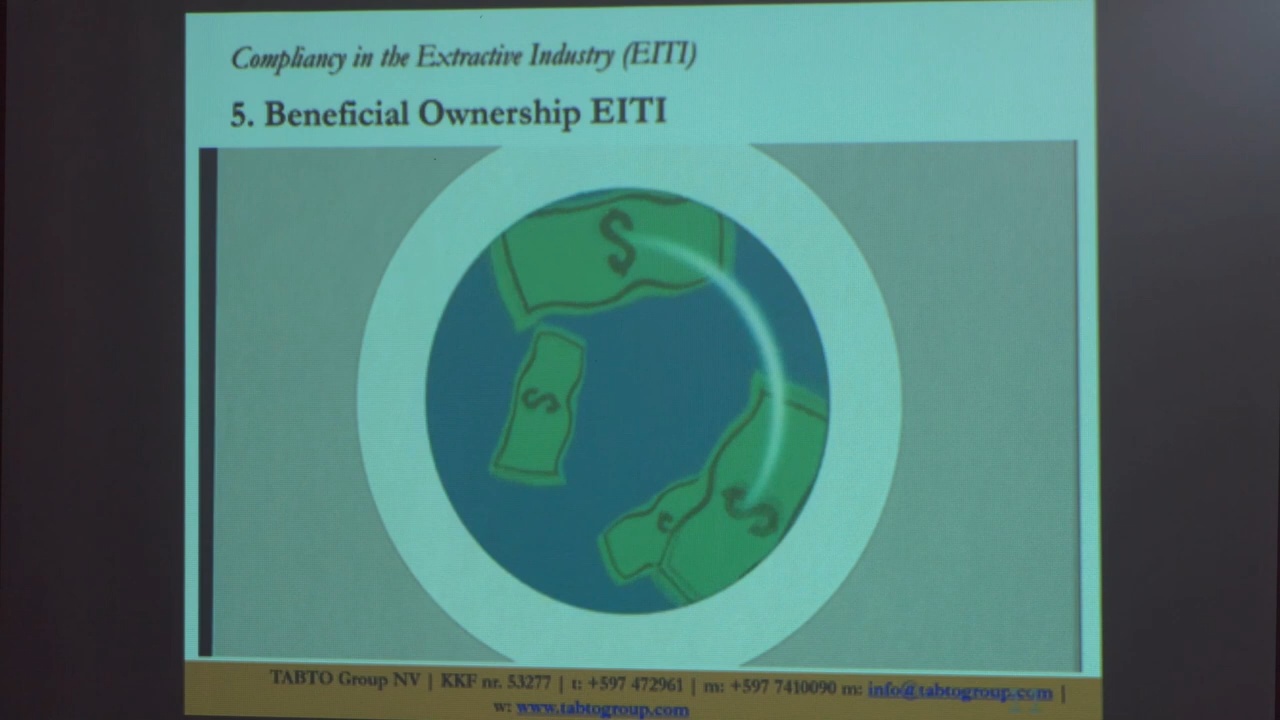 Compliancy in the Extractive Industry (EITI)
5. Beneficial Ownership EITI
$
$
$
TABTO Group NV | KKF nr. 53277 | t: +597 472961 | m: +597 7410090 m: info@tabtogroup.com |
w: www.tabtogroup.com